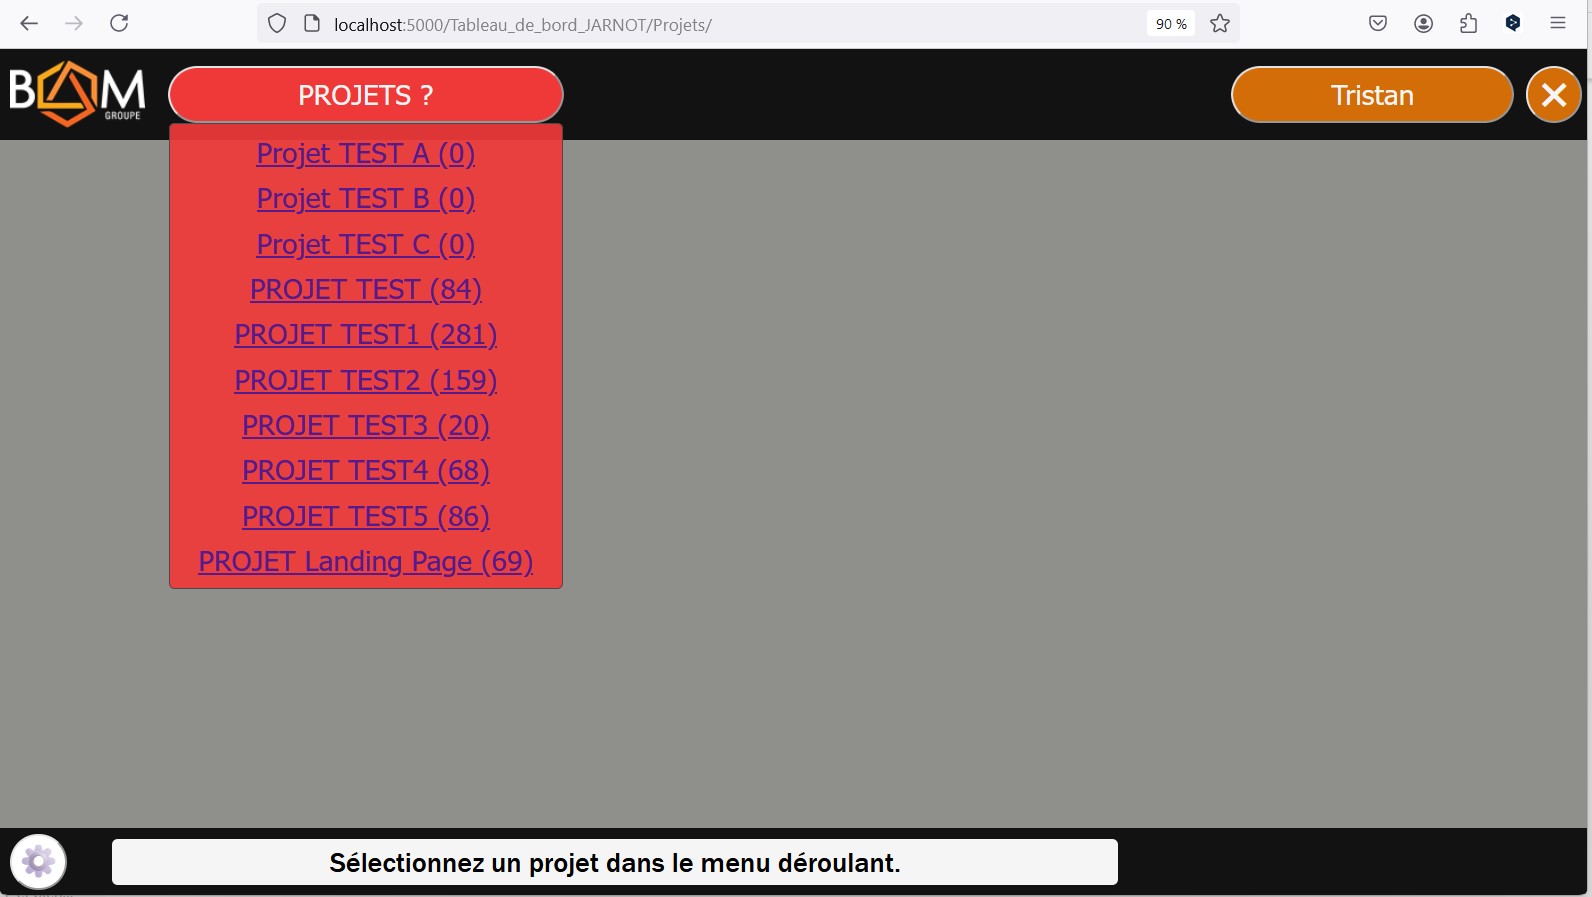 localhost:5000/Tableau_de_bord_JARNOT/Projets/
90 %
BAM
GROUPE
PROJETS ?
Tristan
Projet TEST A (0)
Projet TEST B (0)
Projet TEST C (0)
PROJET TEST (84)
PROJET TEST1 (281)
PROJET TEST2 (159)
PROJET TEST3 (20)
PROJET TEST4 (68)
PROJET TEST5 (86)
PROJET Landing Page (69)
Sélectionnez un projet dans le menu déroulant.